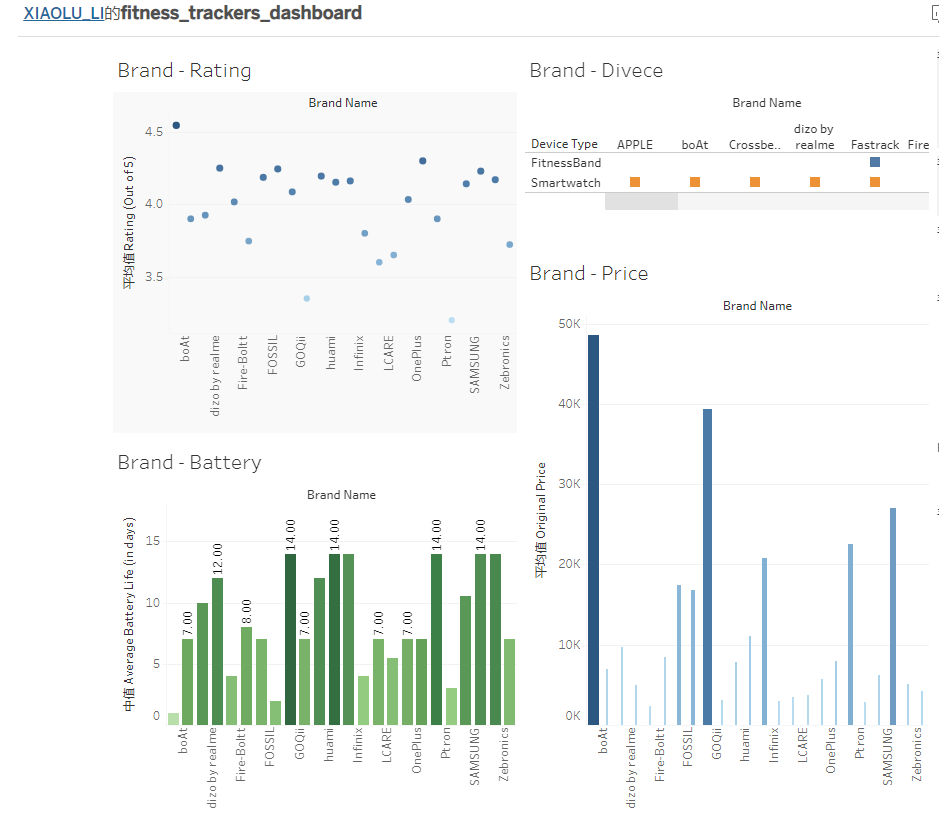 XIAOLU_LI的fitness_trackers_dashboard
Brand - Rating
Brand Name
平均值 Rating (Out of 5)
4.5
4.0
3.5
boAt
dizo by realme
Fire-Boltt
FOSSIL
GOQii
huami
Infinix
LCARE
OnePlus
Ptron
SAMSUNG
Zebronics
Brand - Divece
Brand Name
Device Type
APPLE
boAt
Crossbe..
dizo by
realme
Fastrack
Fire
FitnessBand
Smartwatch
Brand - Battery
Brand Name
中值 Average Battery Life (in days)
15
10
5
0
7.00
12.00
8.00
14.00
7.00
14.00
7.00
7.00
14.00
14.00
boAt
dizo by realme
Fire-Boltt
FOSSIL
GOQii
huami
Infinix
LCARE
OnePlus
Ptron
SAMSUNG
Zebronics
Brand - Price
Brand Name
平均值 Original Price
50K
40K
30K
20K
10K
0K
boAt
dizo by realme
Fire-Boltt
FOSSIL
GOQii
huami
Infinix
LCARE
OnePlus
Ptron
SAMSUNG
Zebronics